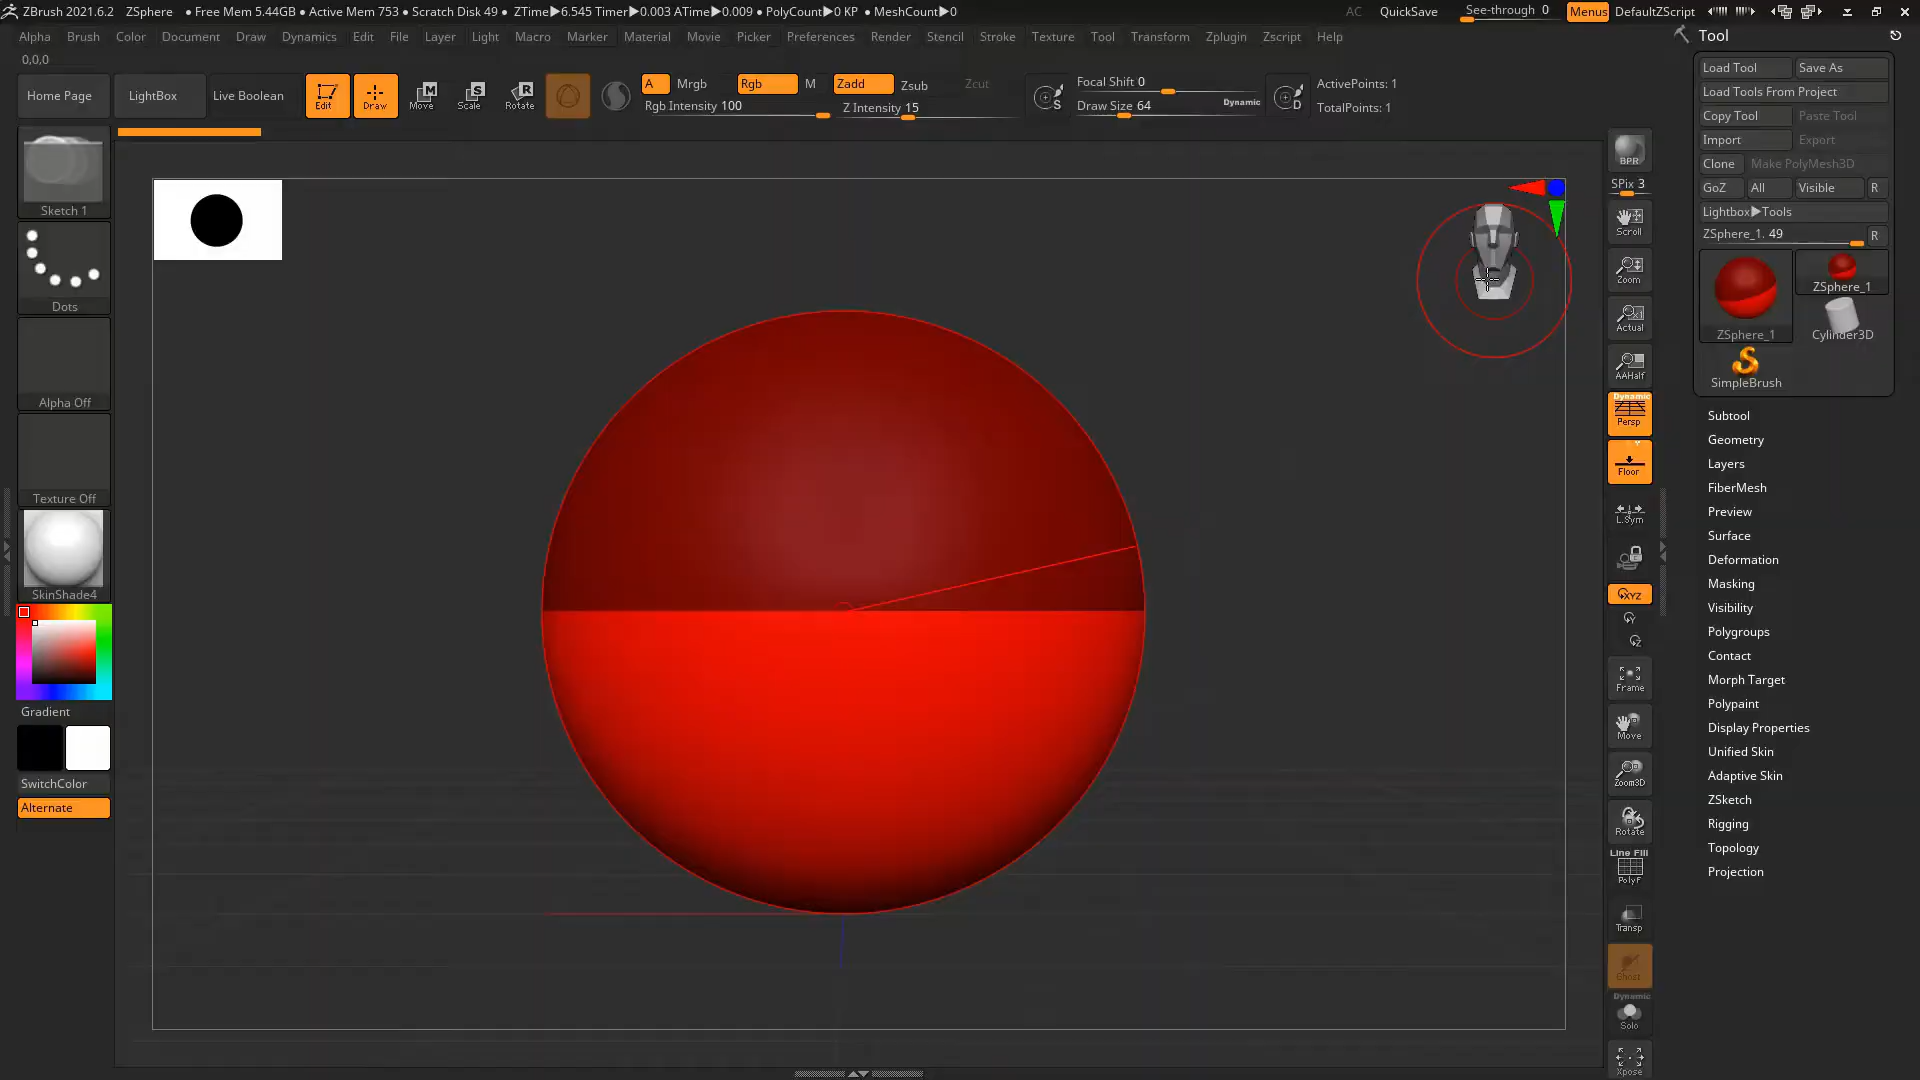 ZBrush 2021.6.2 ZSphere ● Free Mem 5.44GB ● Active Mem 753 ● Scratch Disk 49 ● ZTime▶6.545 Timer▶0.003 ATime▶0.009 ● PolyCount▶0 KP ● MeshCount▶0 AC QuickSave See-through 0 Menus DefaultZScript
Alpha Brush Color Document Draw Dynamics Edit File Layer Light Macro Marker Material Movie Picker Preferences Render Stencil Stroke Texture Tool Transform Zplugin Zscript Help
0,0,0
Home Page LightBox Live Boolean Edit Draw Move Scale Rotate
M S R
A Mrgb Rgb M Zadd Zsub Zcut
Rgb Intensity 100 Z Intensity 15
S Focal Shift 0
Draw Size 64 Dynamic D
ActivePoints: 1
TotalPoints: 1
Sketch 1
Dots
Alpha Off
Texture Off
SkinShade4
Gradient
SwitchColor
Alternate
BPR
SPix 3
Scroll
Zoom
Actual
AAHalf
Dynamic
Persp
Floor
L.Sym
XYZ
Y
Z
Frame
Move
Zoom3D
Rotate
Line Fill
PolyF
Transp
Ghost
Dynamic
Solo
Xpose
Tool
Load Tool Save As
Load Tools From Project
Copy Tool Paste Tool
Import Export
Clone Make PolyMesh3D
GoZ All Visible R
Lightbox▶Tools
ZSphere_1. 49 R
ZSphere_1
ZSphere_1 Cylinder3D
SimpleBrush
Subtool
Geometry
Layers
FiberMesh
Preview
Surface
Deformation
Masking
Visibility
Polygroups
Contact
Morph Target
Polypaint
Display Properties
Unified Skin
Adaptive Skin
ZSketch
Rigging
Topology
Projection